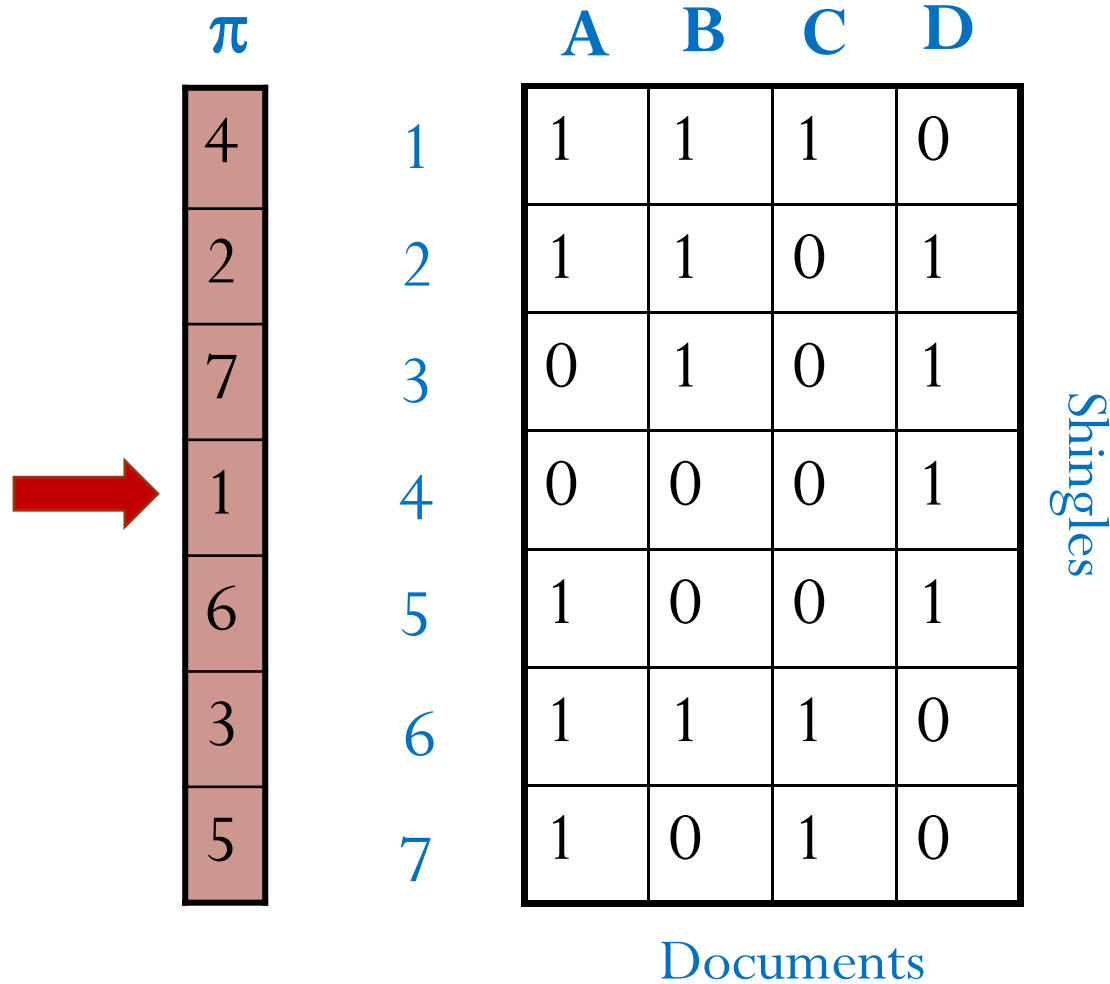 π A B C D
4 1 1 1 1 0
2 2 1 1 0 1
7 3 0 1 0 1
1 4 0 0 0 1
6 5 1 0 0 1
3 6 1 1 1 0
5 7 1 0 1 0
Shingles
Documents